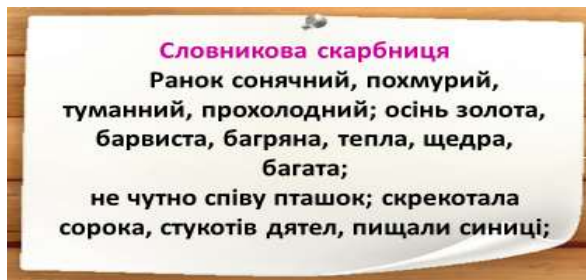 Словникова скарбниця
Ранок сонячний, похмурий,
туманний, прохолодний; осінь золота,
барвиста, багряна, тепла, щедра,
багата;
не чутно співу пташок; скрекотала
сорока, стукотів дятел, пищали синиці;